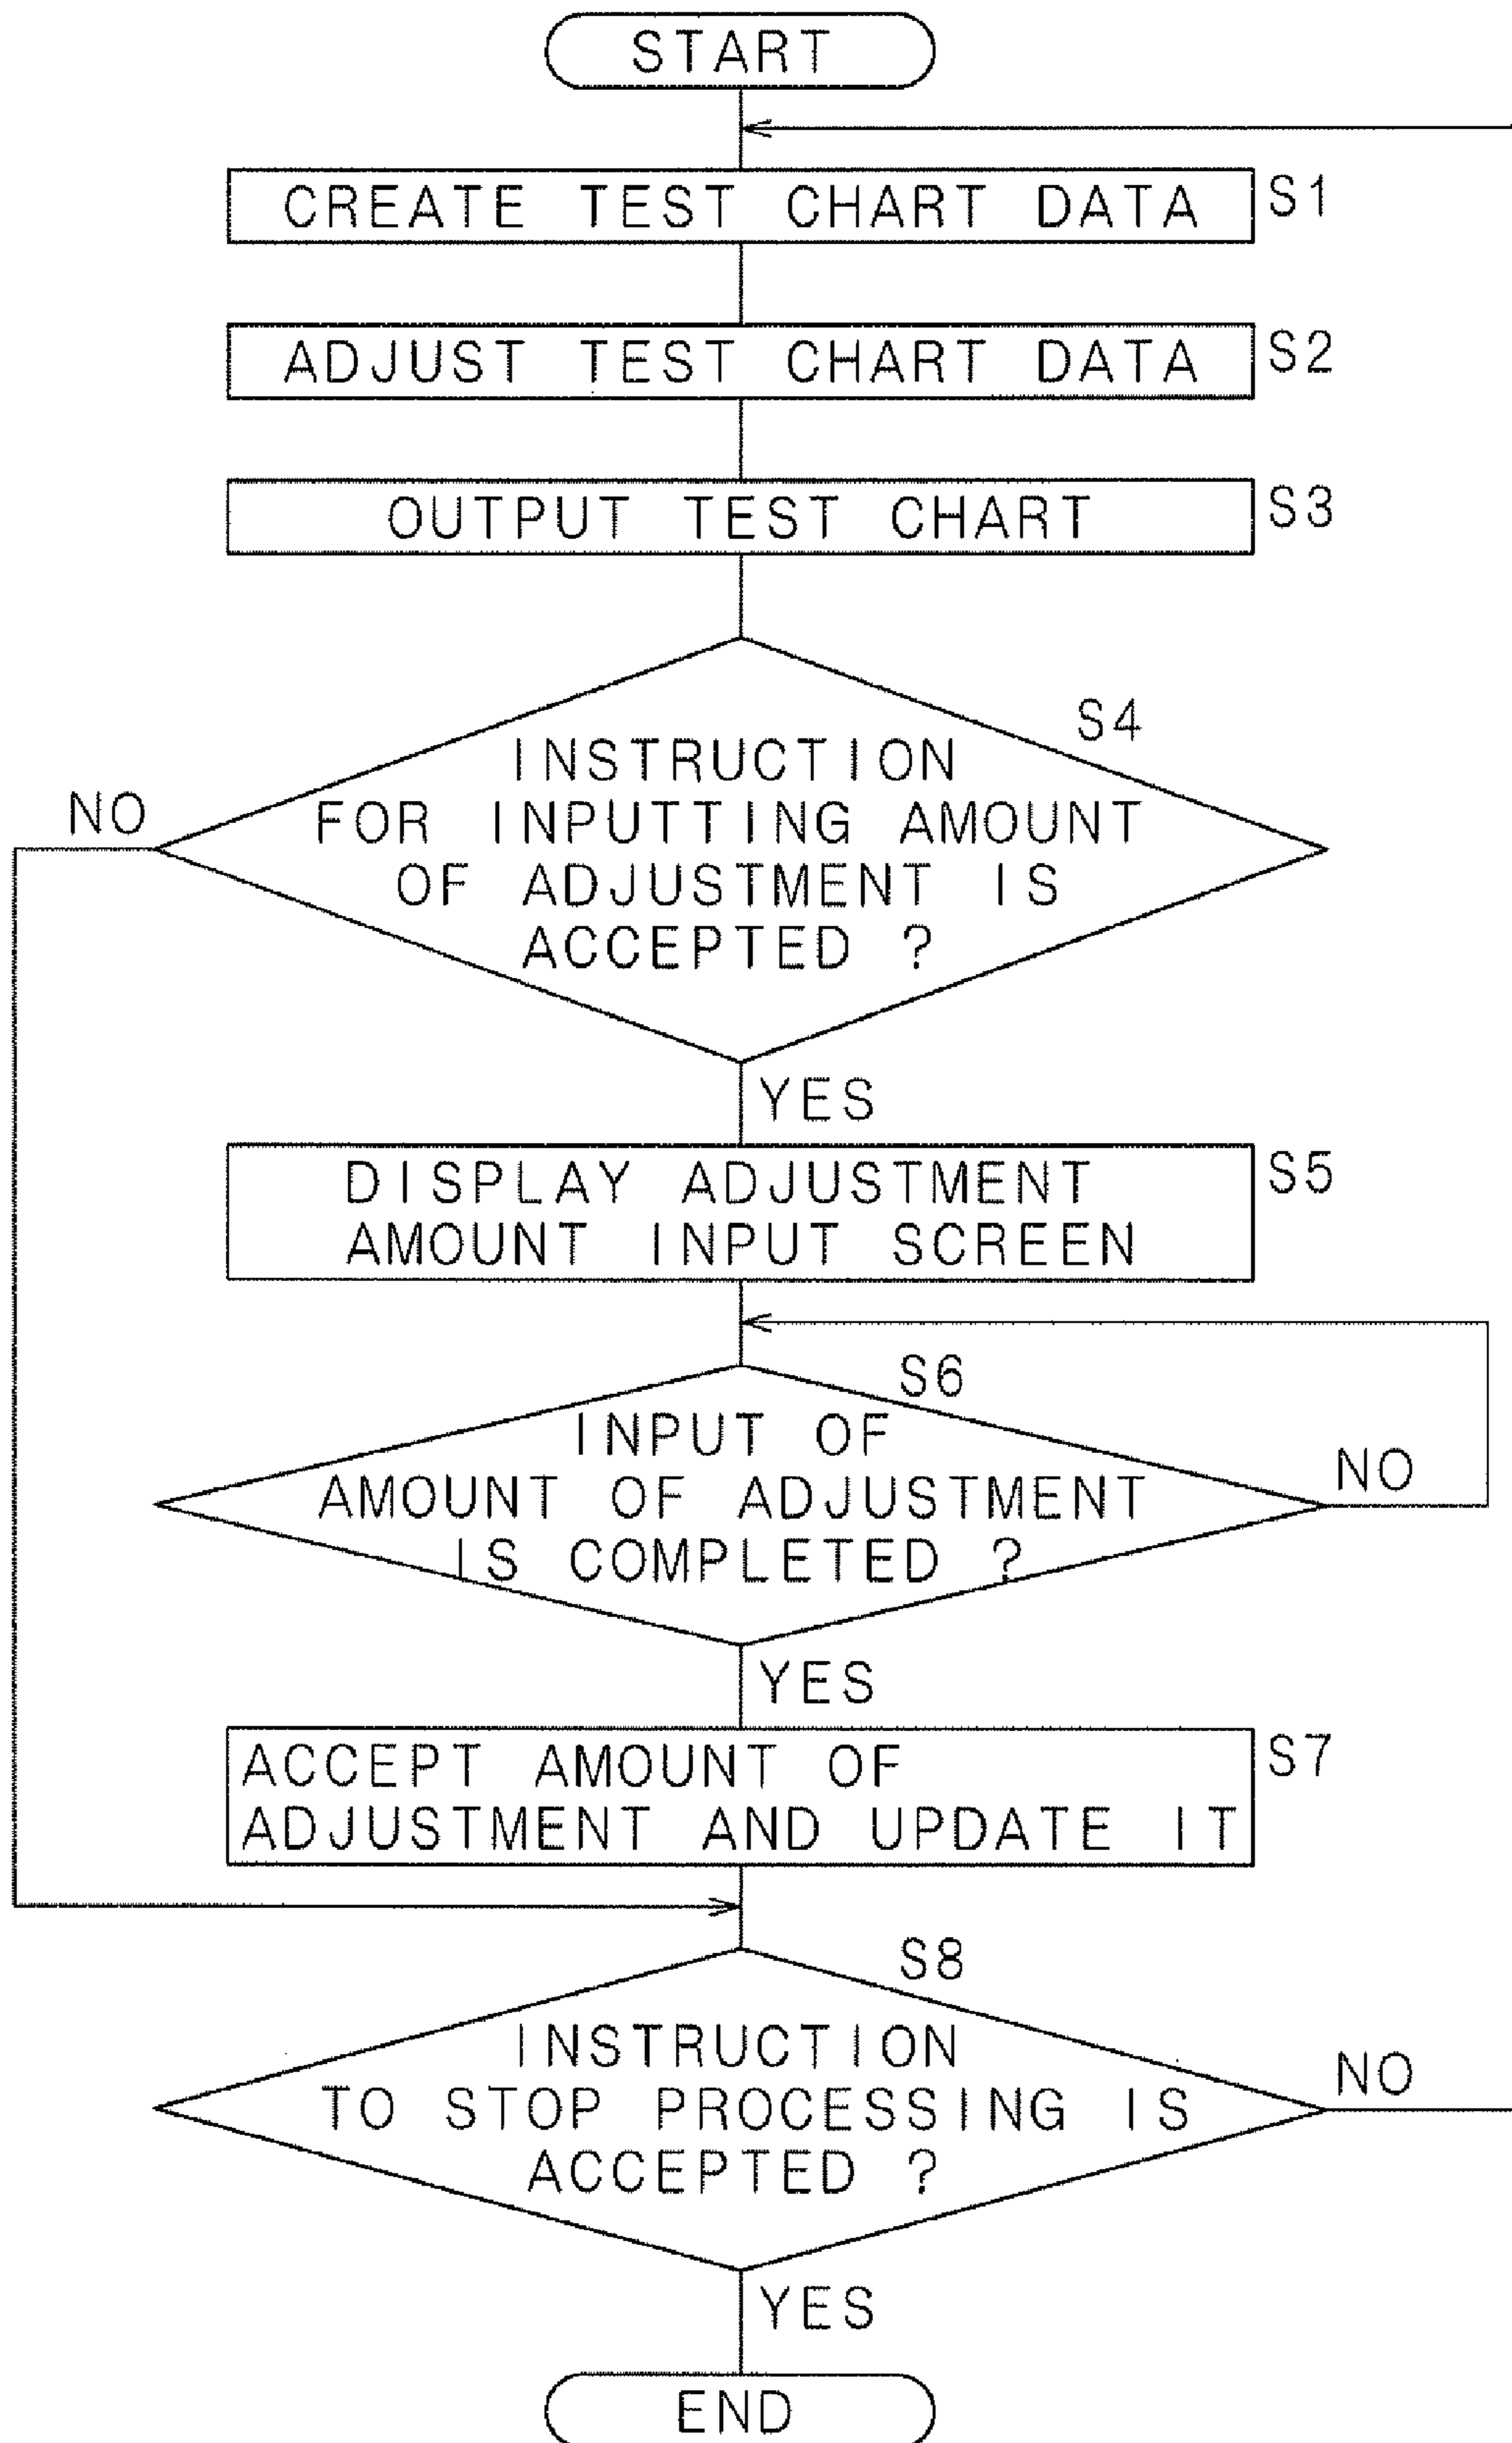 START
CREATE TEST CHART DATA
S1
ADJUST TEST CHART DATA
S2
OUTPUT TEST CHART
S3
S4
INSTRUCTION
FOR INPUTTING AMOUNT
OF ADJUSTMENT IS
ACCEPTED ?
NO
YES
DISPLAY ADJUSTMENT
AMOUNT INPUT SCREEN
S5
S6
INPUT OF
AMOUNT OF ADJUSTMENT
IS COMPLETED ?
NO
YES
ACCEPT AMOUNT OF
ADJUSTMENT AND UPDATE IT
S7
S8
INSTRUCTION
TO STOP PROCESSING IS
ACCEPTED ?
NO
YES
END